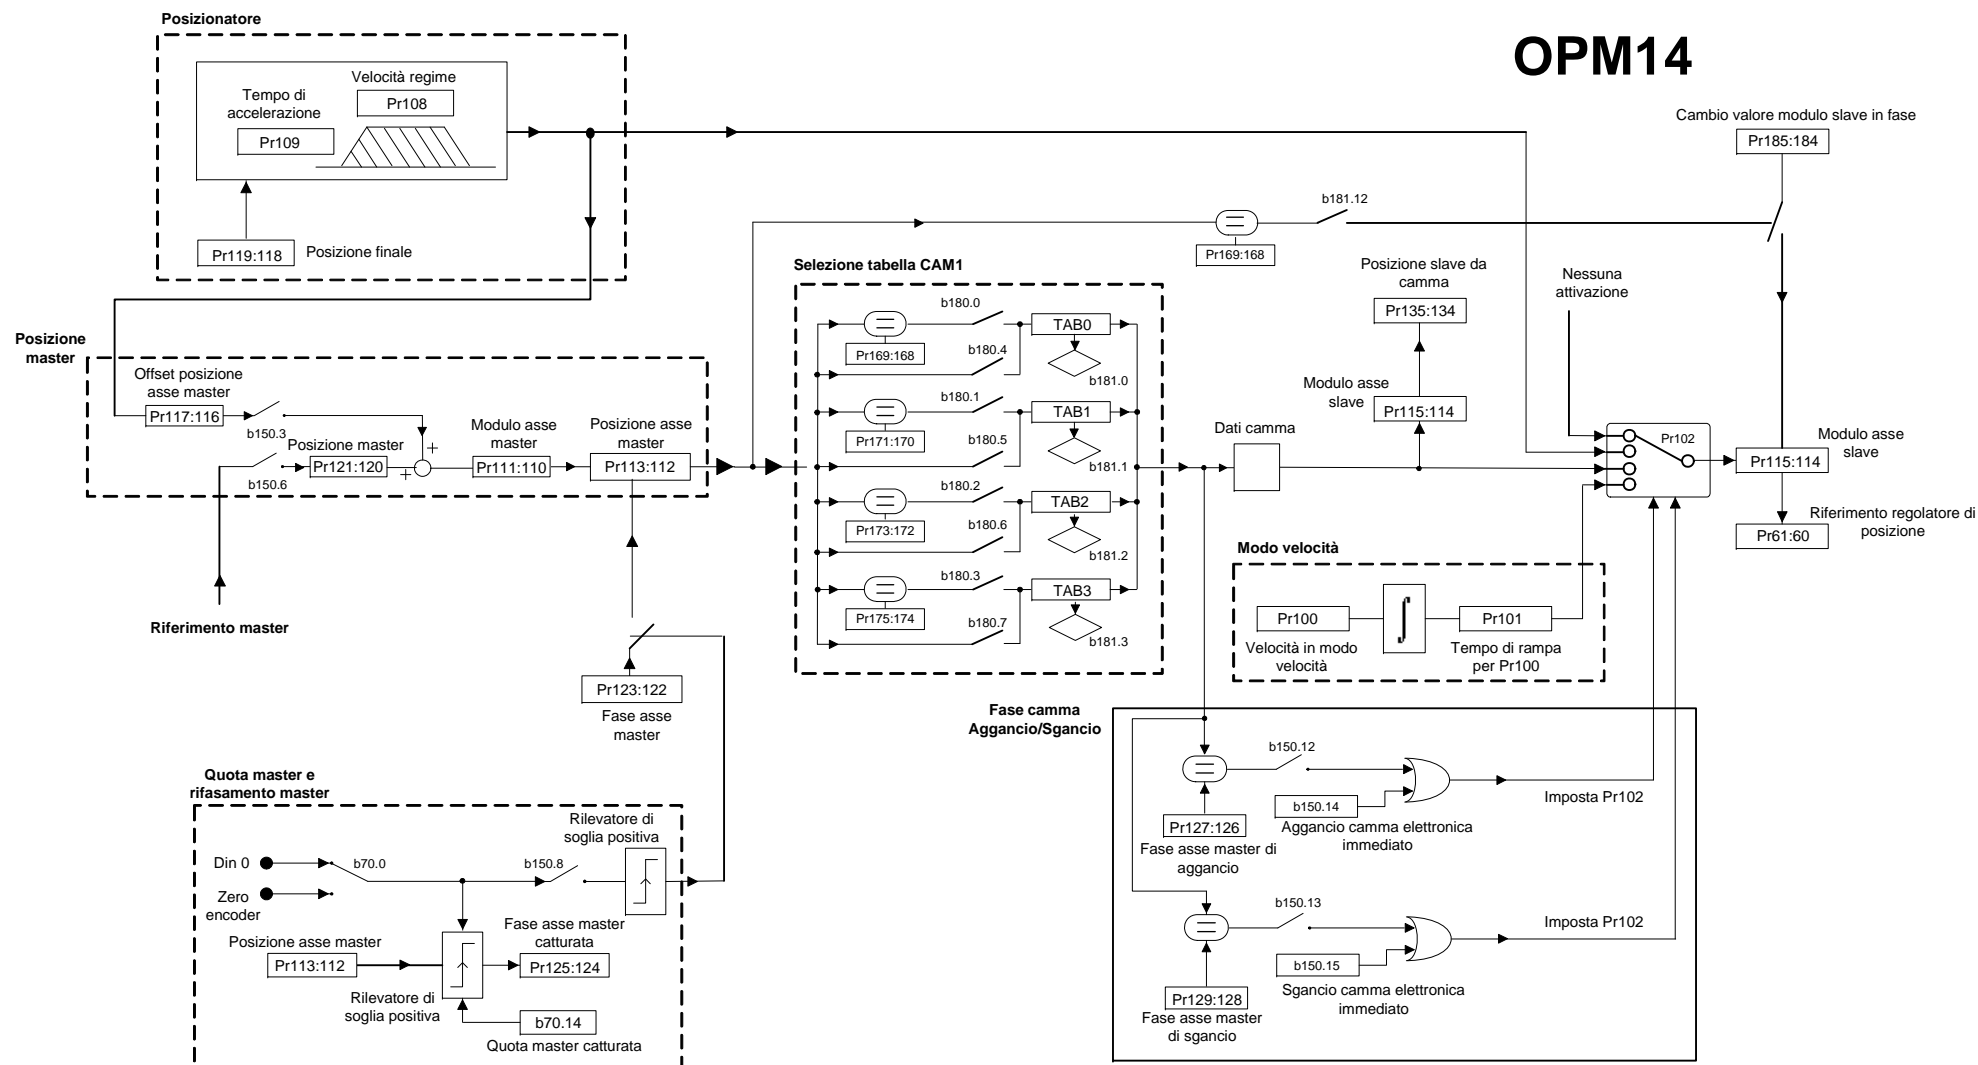 OPM14
Posizionatore
Velocità regime
Pr108
Tempo di
accelerazione
Pr109
Pr119:118
Posizione finale
Cambio valore modulo slave in fase
Pr185:184
b181.12
Pr169:168
Selezione tabella CAM1
b180.0
TAB0
Pr169:168
b180.4
b181.0
b180.1
TAB1
Pr171:170
b180.5
b181.1
b180.2
TAB2
Pr173:172
b180.6
b181.2
b180.3
TAB3
Pr175:174
b180.7
b181.3
Posizione slave da
camma
Pr135:134
Modulo asse
slave
Pr115:114
Nessuna
attivazione
Dati camma
Pr102
Pr115:114
Modulo asse
slave
Riferimento regolatore di
posizione
Pr61:60
Posizione
master
Offset posizione
asse master
Pr117:116
b150.3
Posizione master
Pr121:120
b150.6
+
+
Modulo asse
master
Pr111:110
Posizione asse
master
Pr113:112
Riferimento master
Pr123:122
Fase asse
master
Modo velocità
Pr100
Pr101
Velocità in modo
velocità
Tempo di rampa
per Pr100
Fase camma
Aggancio/Sgancio
b150.12
b150.14
Imposta Pr102
Pr127:126
Aggancio camma elettronica
immediato
Fase asse master di
aggancio
b150.13
b150.15
Imposta Pr102
Pr129:128
Sgancio camma elettronica
immediato
Fase asse master
di sgancio
Quota master e
rifasamento master
Rilevatore di
soglia positiva
Din 0
b70.0
b150.8
Zero
encoder
Fase asse master
catturata
Posizione asse master
Pr113:112
Pr125:124
Rilevatore di
soglia positiva
b70.14
Quota master catturata